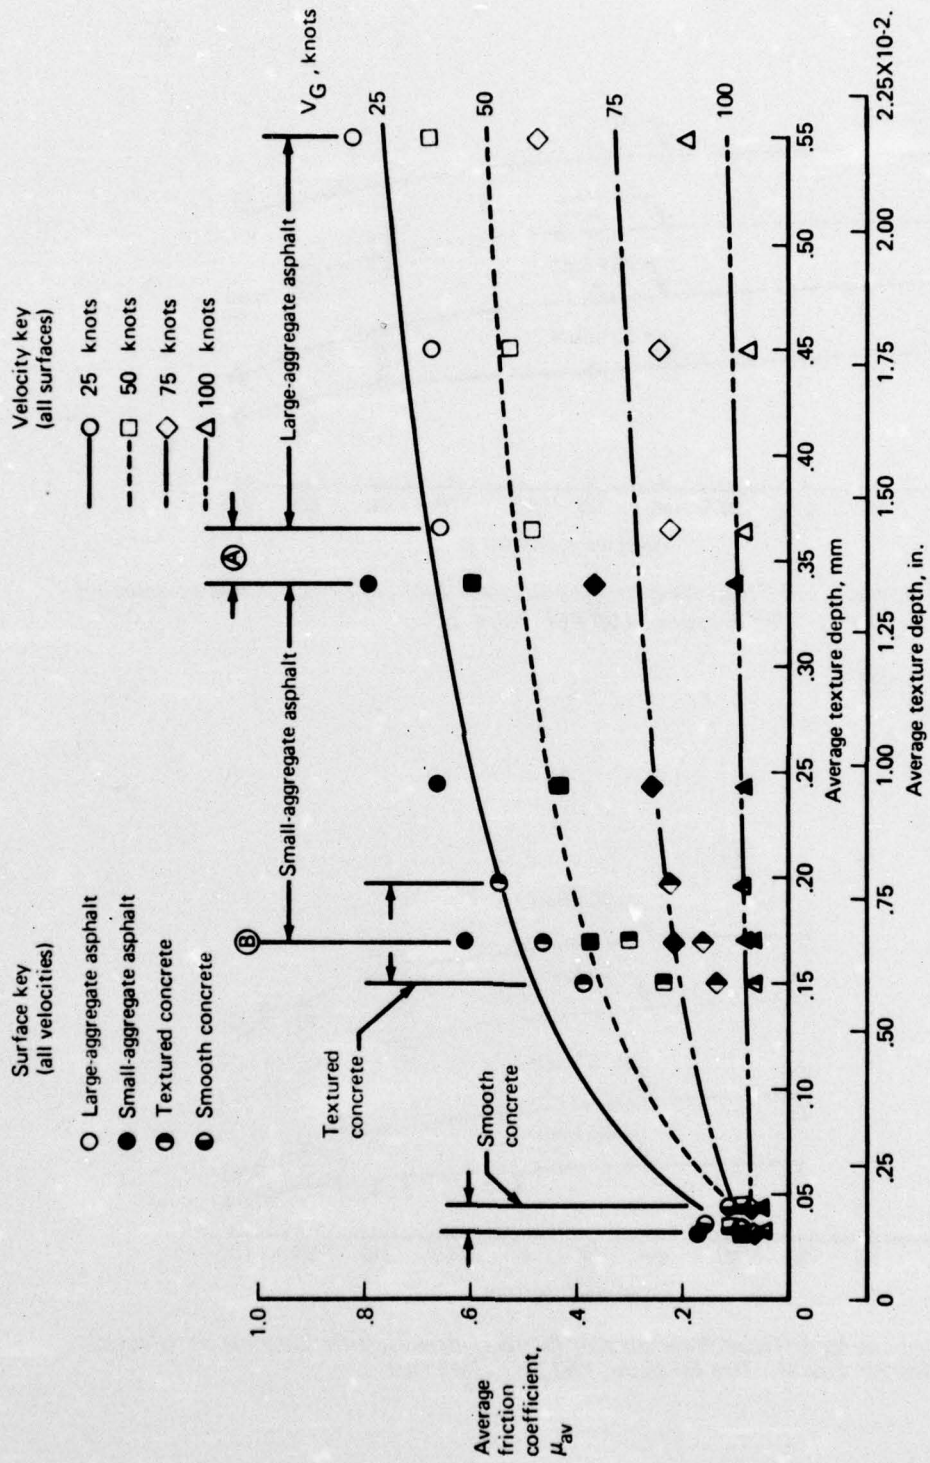 Surface key
(all velocities)
Large-aggregate asphalt
Small-aggregate asphalt
Textured concrete
Smooth concrete
Velocity key
(all surfaces)
25 knots
50 knots
75 knots
100 knots
B
A
Small-aggregate asphalt
Large-aggregate asphalt
Textured
concrete
Smooth
concrete
V_G, knots
25
50
75
100
1.0
.8
.6
.4
.2
0
Average
friction
coefficient,
μav
.05
.10
.15
.20
.25
.30
.35
.40
.45
.50
.55
Average texture depth, mm
0
.25
.50
.75
1.00
1.25
1.50
1.75
2.00
2.25X10-2.
Average texture depth, in.